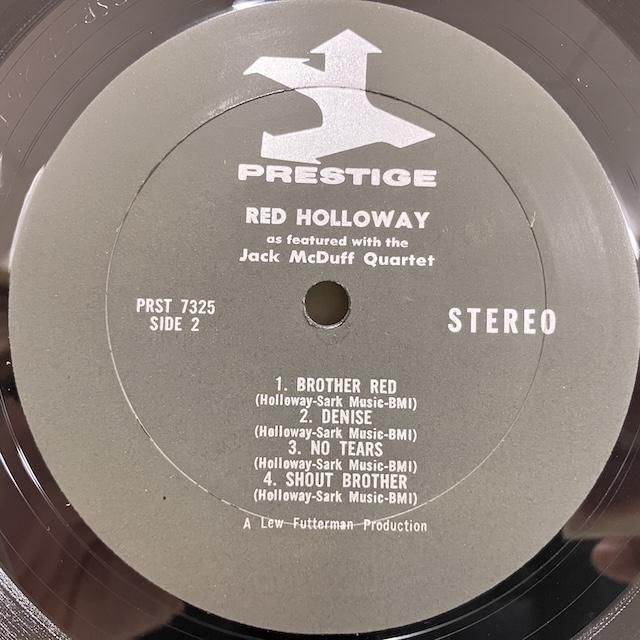 PRESTIGE
RED HOLLOWAY
as featured with the
Jack McDuff Quartet
PRST 7325
SIDE 2
STEREO
1. BROTHER RED
(Holloway-Sark Music-BMI)
2. DENISE
(Holloway-Sark Music-BMI)
3. NO TEARS
(Holloway-Sark Music-BMI)
4. SHOUT BROTHER
(Holloway-Sark Music-BMI)
A Lew Futterman Production